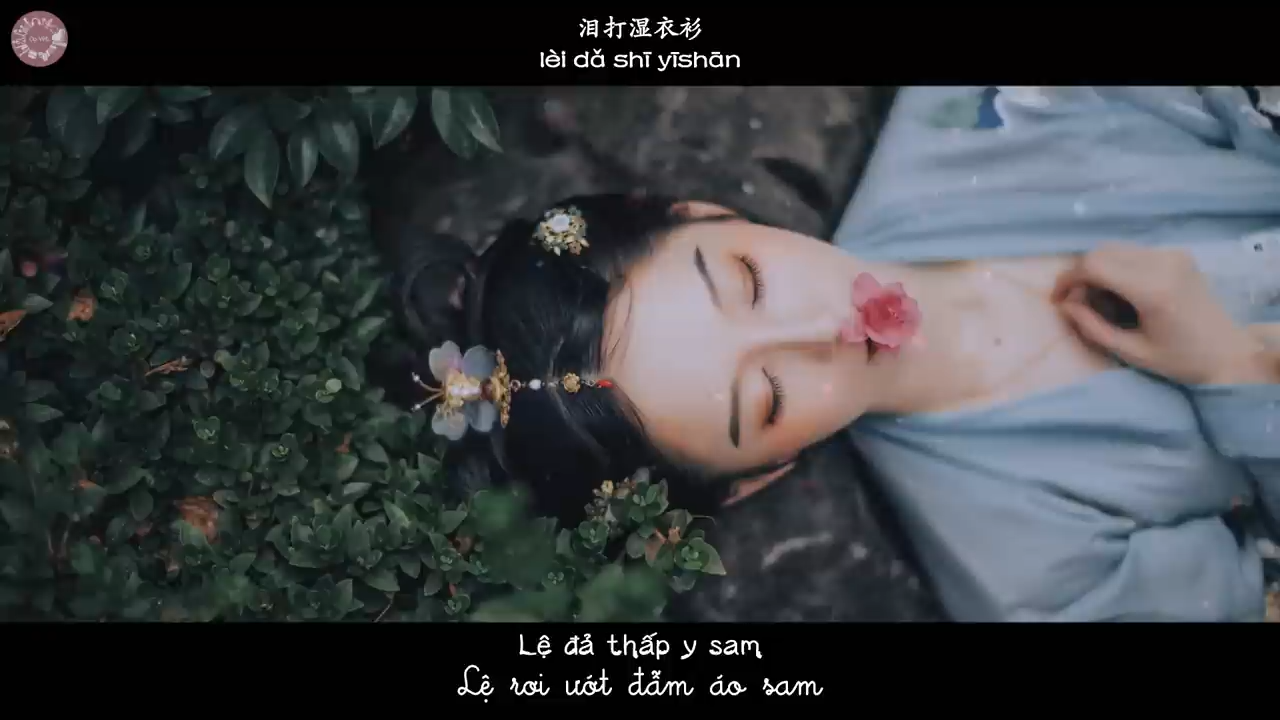 泪打湿衣衫
lèi dǎ shī yīshān
Lệ đả thấp y sam
Lệ rơi ướt đẫm áo sam